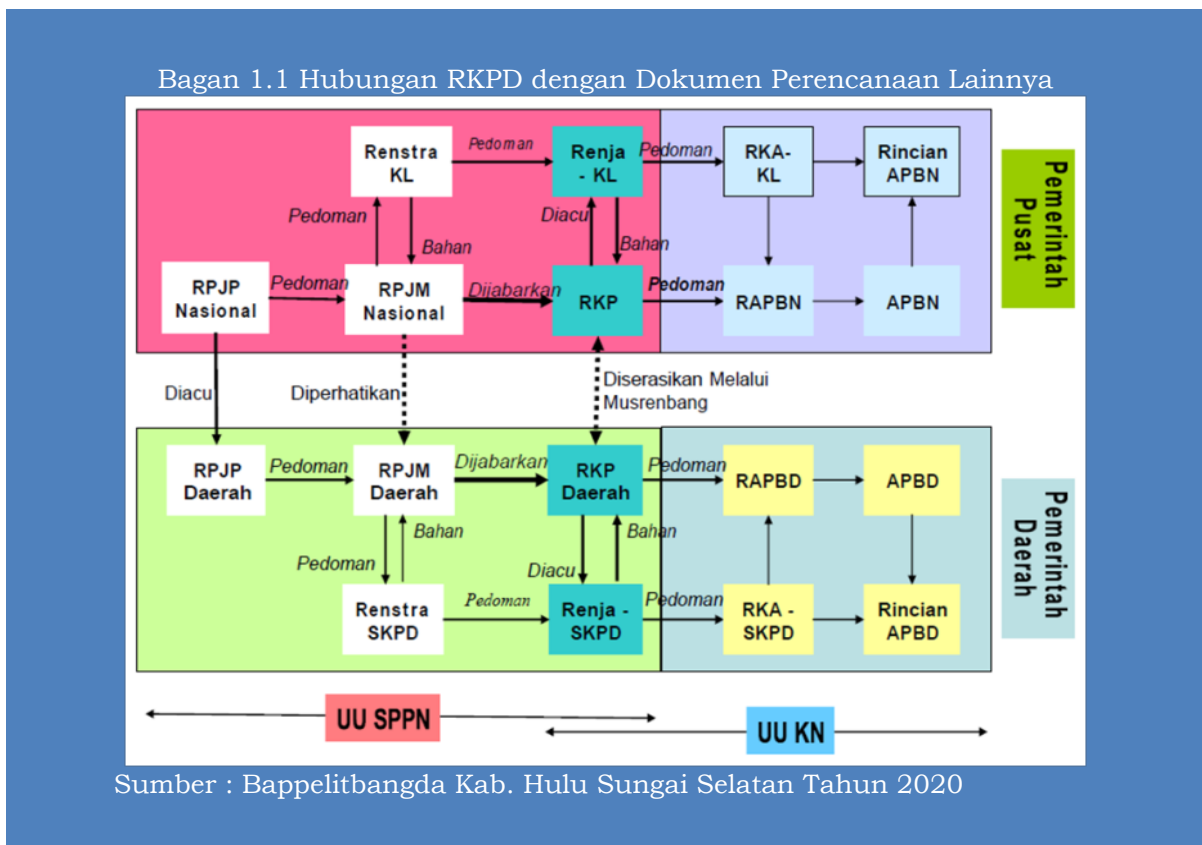 Bagan 1.1 Hubungan RKPD dengan Dokumen Perencanaan Lainnya
Renstra
KL
Pedoman
Renja
- KL
Pedoman
RKA-
KL
Rincian
APBN
Pemerintah
Pusat
Pedoman
Bahan
Diacu
Bahan
RPJP
Nasional
Pedoman
RPJM
Nasional
Dijabarkan
RKP
Pedoman
RAPBN
APBN
Diacu
Diperhatikan
Diserasikan Melalui
Musrenbang
RPJP
Daerah
Pedoman
RPJM
Daerah
Dijabarkan
RKP
Daerah
Pedoman
RAPBD
APBD
Pemerintah
Daerah
Pedoman
Bahan
Diacu
Bahan
Renstra
SKPD
Pedoman
Renja -
SKPD
Pedoman
RKA -
SKPD
Rincian
APBD
UU SPPN
UU KN
Sumber : Bappelitbangda Kab. Hulu Sungai Selatan Tahun 2020